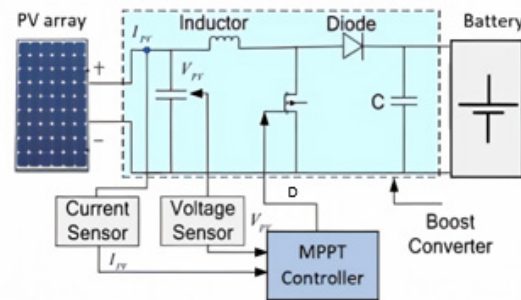 PV array
I_PV
Inductor
Diode
Battery
+
V_PV
C
−
D
Current
Sensor
Voltage
Sensor
V_PV
MPPT
Controller
Boost
Converter
I_PV